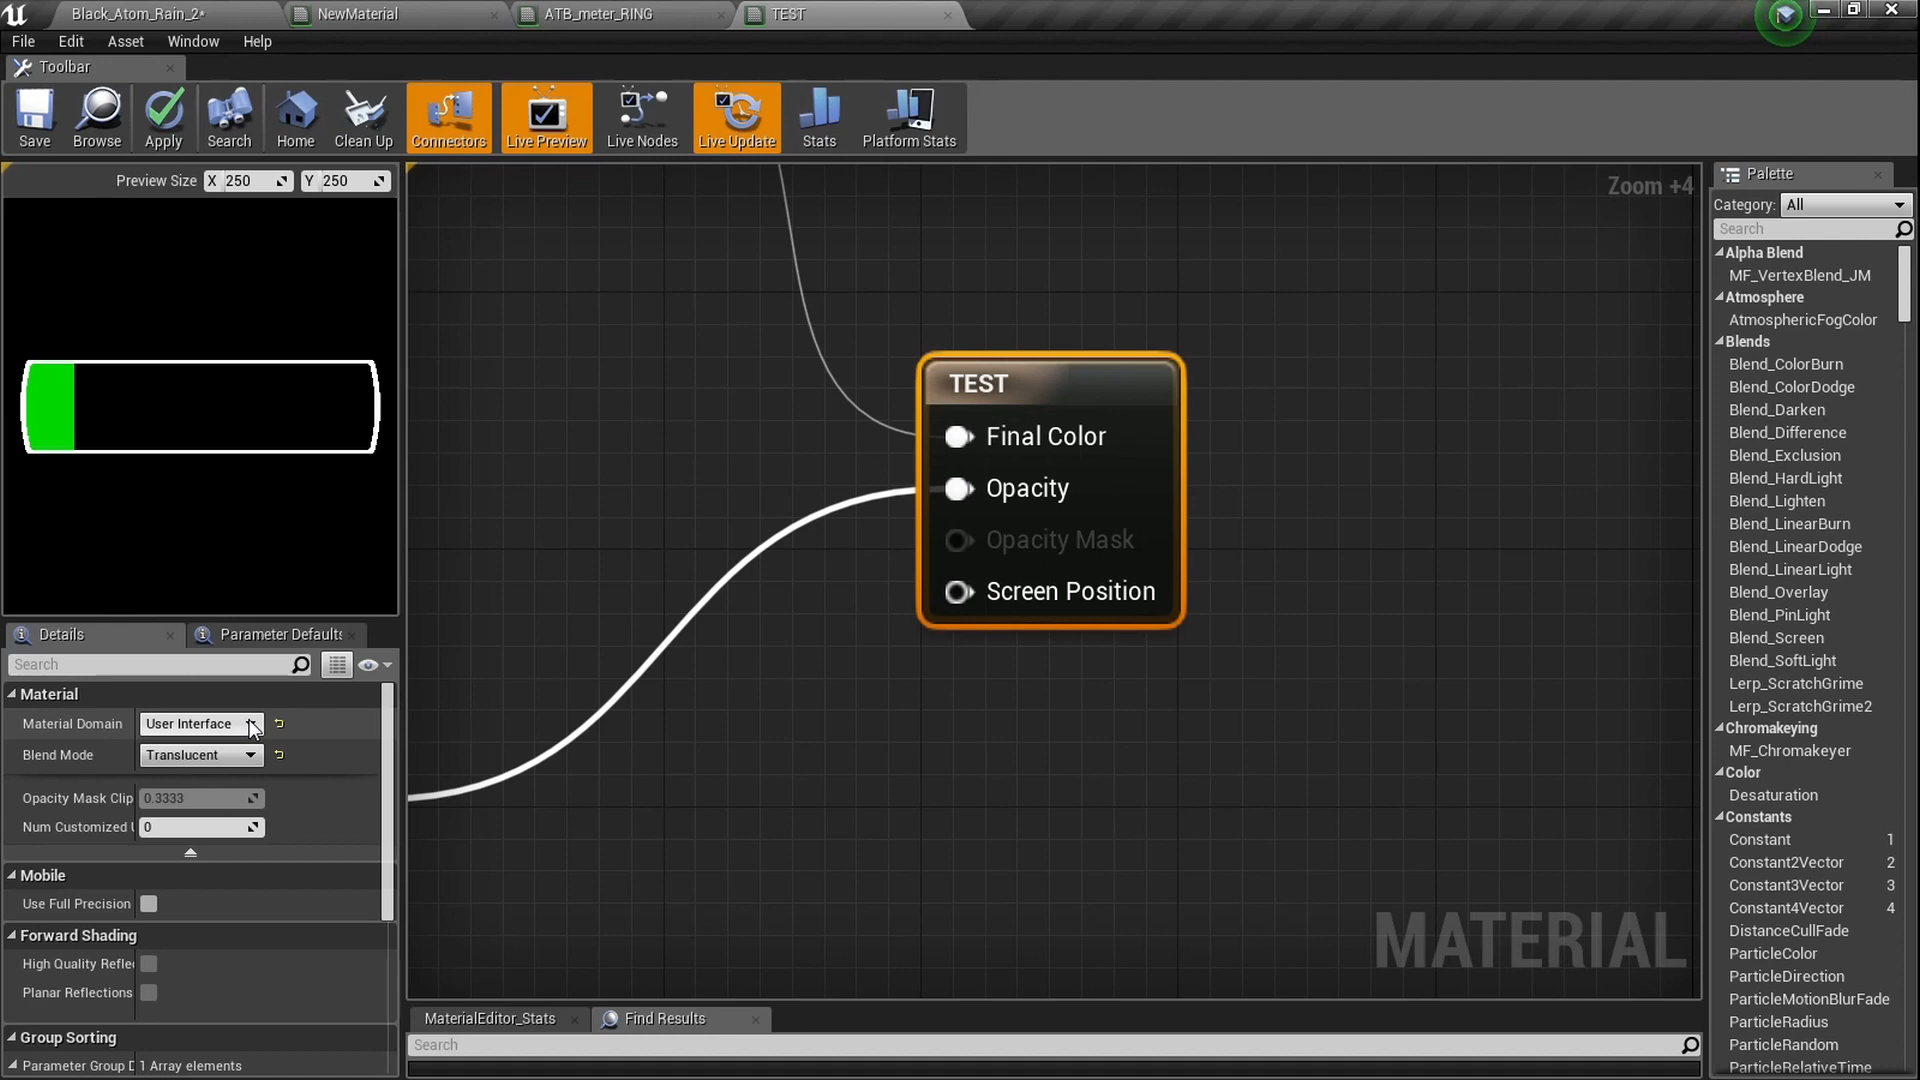 Black_Atom_Rain_2*
NewMaterial
ATB_meter_RING
TEST
File Edit Asset Window Help
Toolbar
Save Browse Apply Search Home Clean Up Connectors Live Preview Live Nodes Live Update Stats Platform Stats
Preview Size X 250 Y 250
Zoom +4
TEST
Final Color
Opacity
Opacity Mask
Screen Position
MATERIAL
Details
Parameter Defaults
Search
Material
Material Domain User Interface
Blend Mode Translucent
Opacity Mask Clip 0.3333
Num Customized U 0
Mobile
Use Full Precision
Forward Shading
High Quality Refle
Planar Reflections
Group Sorting
Parameter Group D 1 Array elements
MaterialEditor_Stats
Find Results
Search
Palette
Category: All
Search
Alpha Blend
MF_VertexBlend_JM
Atmosphere
AtmosphericFogColor
Blends
Blend_ColorBurn
Blend_ColorDodge
Blend_Darken
Blend_Difference
Blend_Exclusion
Blend_HardLight
Blend_Lighten
Blend_LinearBurn
Blend_LinearDodge
Blend_LinearLight
Blend_Overlay
Blend_PinLight
Blend_Screen
Blend_SoftLight
Lerp_ScratchGrime
Lerp_ScratchGrime2
Chromakeying
MF_Chromakeyer
Color
Desaturation
Constants
Constant 1
Constant2Vector 2
Constant3Vector 3
Constant4Vector 4
DistanceCullFade
ParticleColor
ParticleDirection
ParticleMotionBlurFade
ParticleRadius
ParticleRandom
ParticleRelativeTime